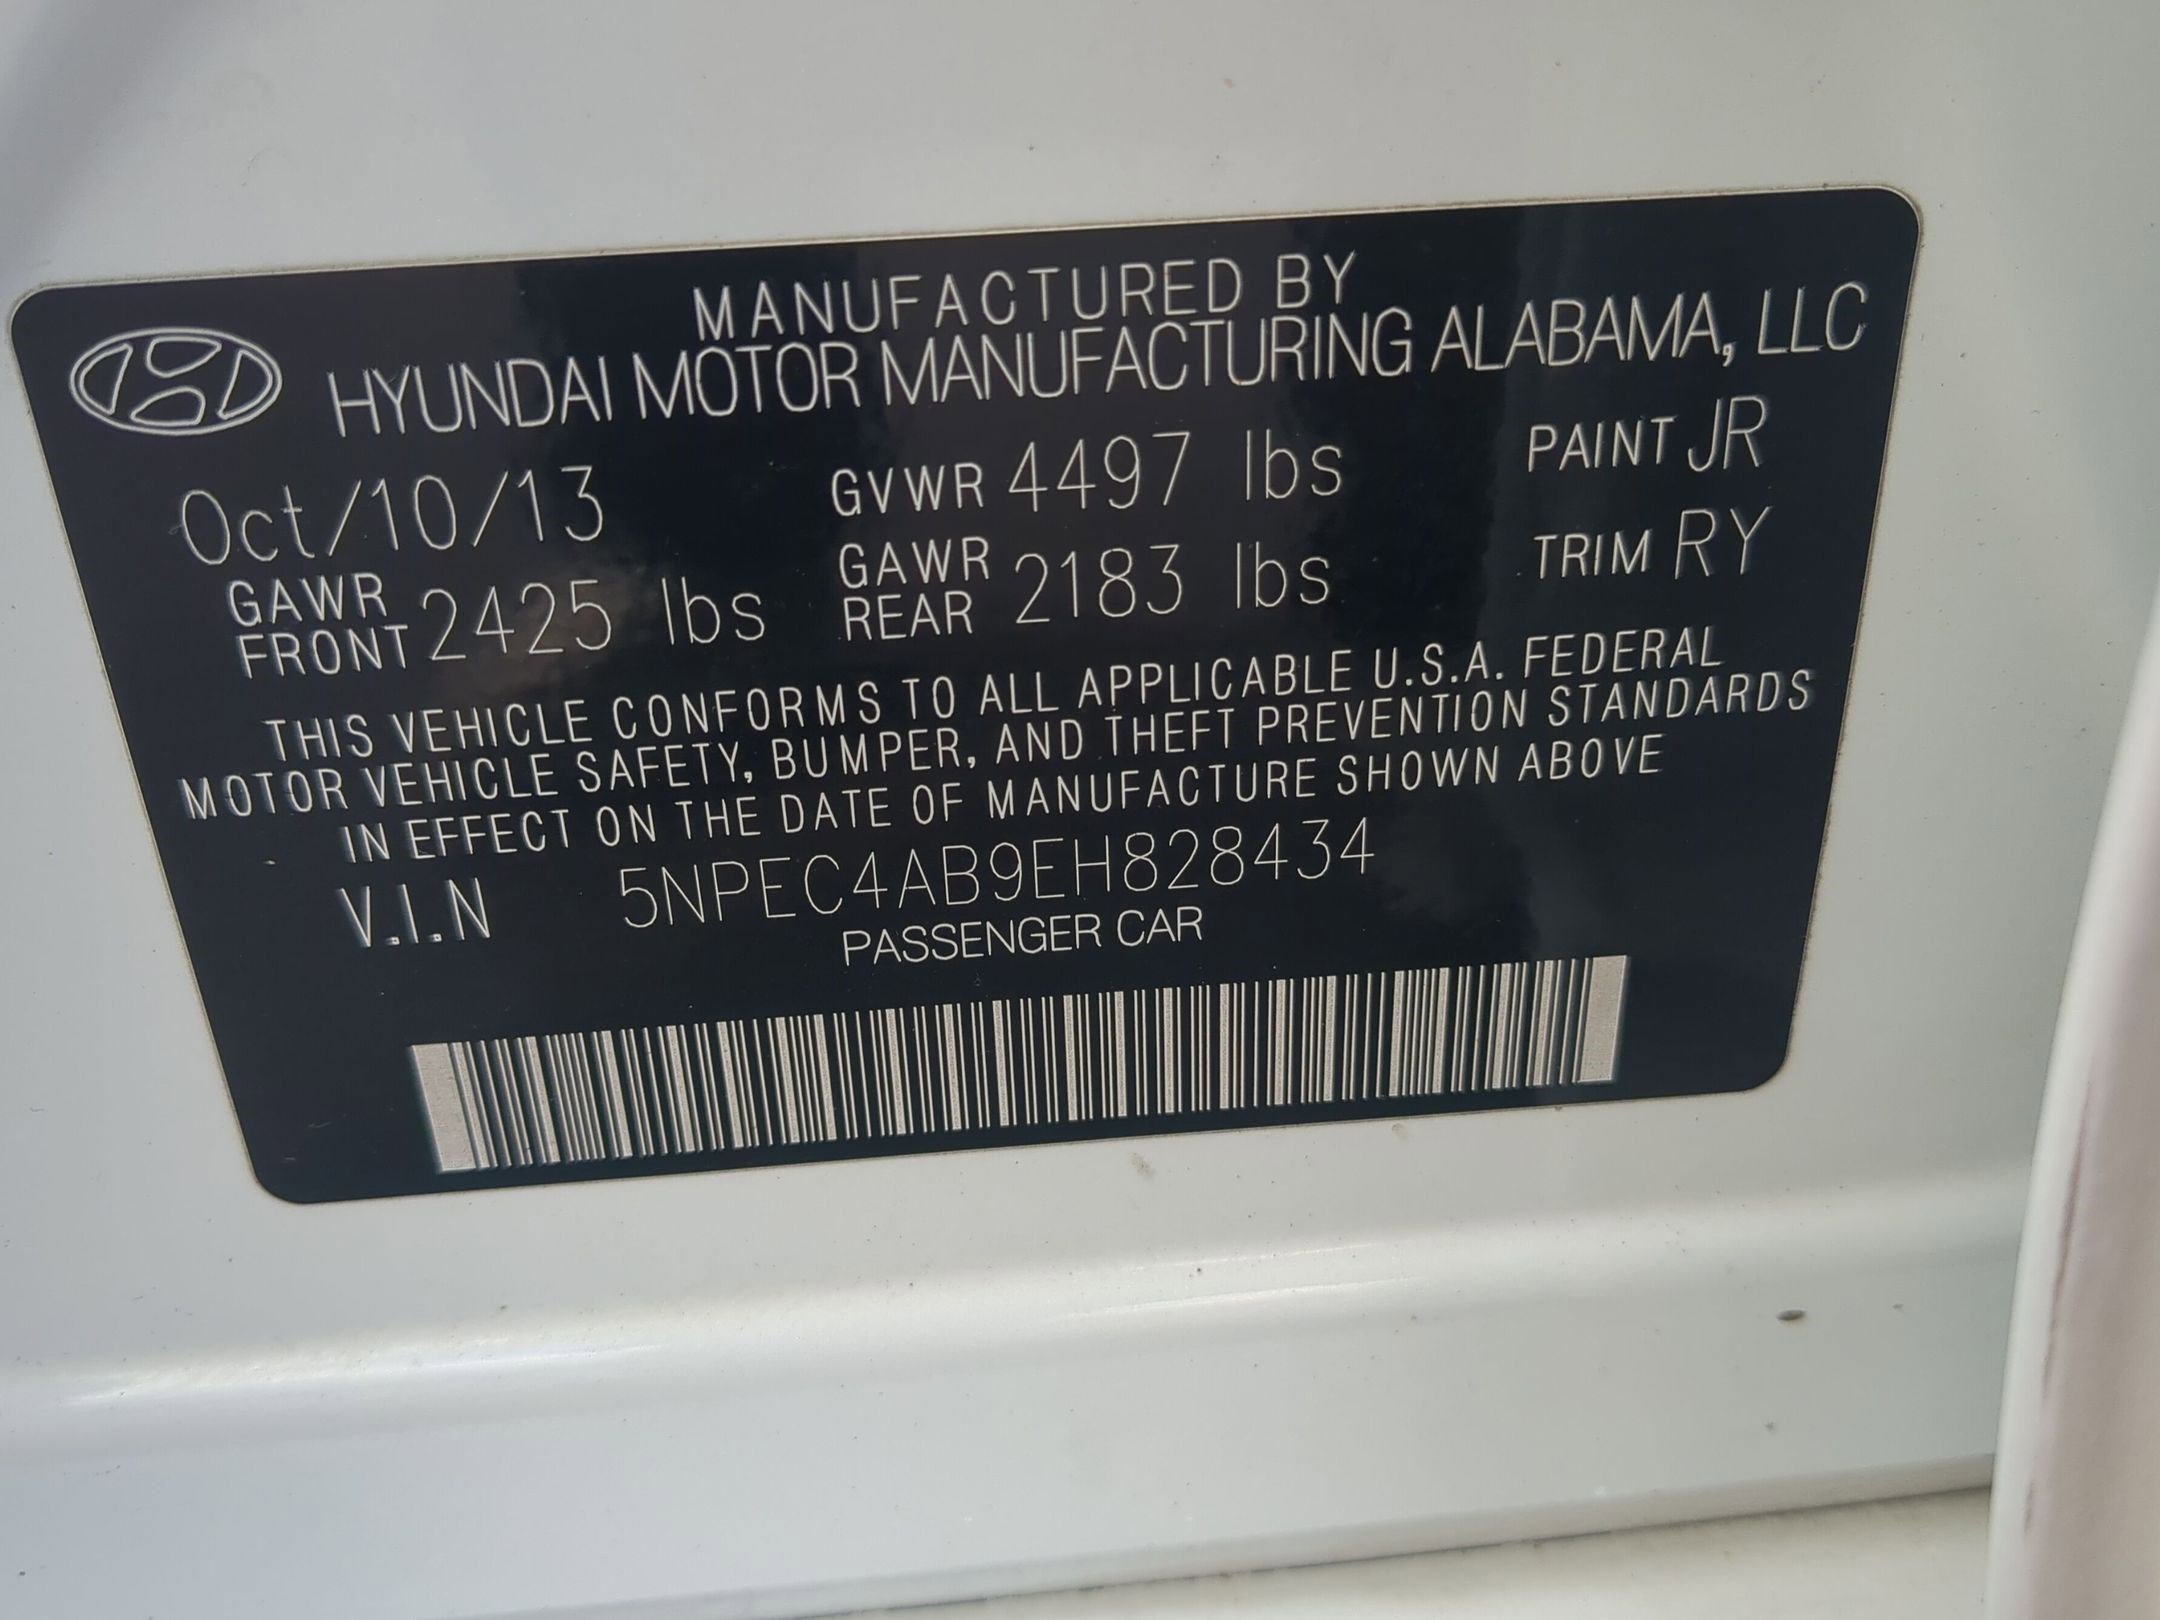 MANUFACTURED BY
HYUNDAI MOTOR MANUFACTURING ALABAMA, LLC
Oct/10/13 GVWR 4497 lbs PAINT JR
GAWR FRONT 2425 lbs GAWR REAR 2183 lbs TRIM RY
THIS VEHICLE CONFORMS TO ALL APPLICABLE U.S.A. FEDERAL
MOTOR VEHICLE SAFETY, BUMPER, AND THEFT PREVENTION STANDARDS
IN EFFECT ON THE DATE OF MANUFACTURE SHOWN ABOVE
V.I.N 5NPEC4AB9EH828434
PASSENGER CAR